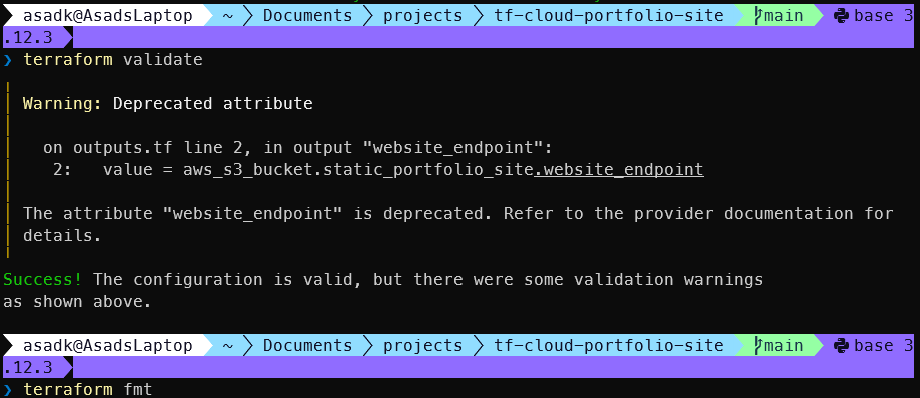 asadk@AsadsLaptop ~ Documents projects tf-cloud-portfolio-site main base 3
.12.3
❯ terraform validate
Warning: Deprecated attribute
on outputs.tf line 2, in output "website_endpoint":
2: value = aws_s3_bucket.static_portfolio_site.website_endpoint
The attribute "website_endpoint" is deprecated. Refer to the provider documentation for
details.
Success! The configuration is valid, but there were some validation warnings
as shown above.
asadk@AsadsLaptop ~ Documents projects tf-cloud-portfolio-site main base 3
.12.3
❯ terraform fmt